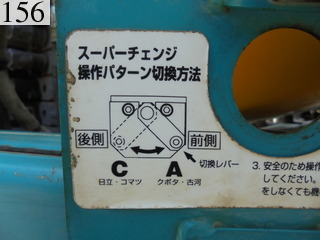 156
スーパーチェンジ
操作パターン切換方法
後側 前側
C A
切換レバー
日立・コマツ クボタ・古河
3. 安全のため操作
してください。
をしなくても機